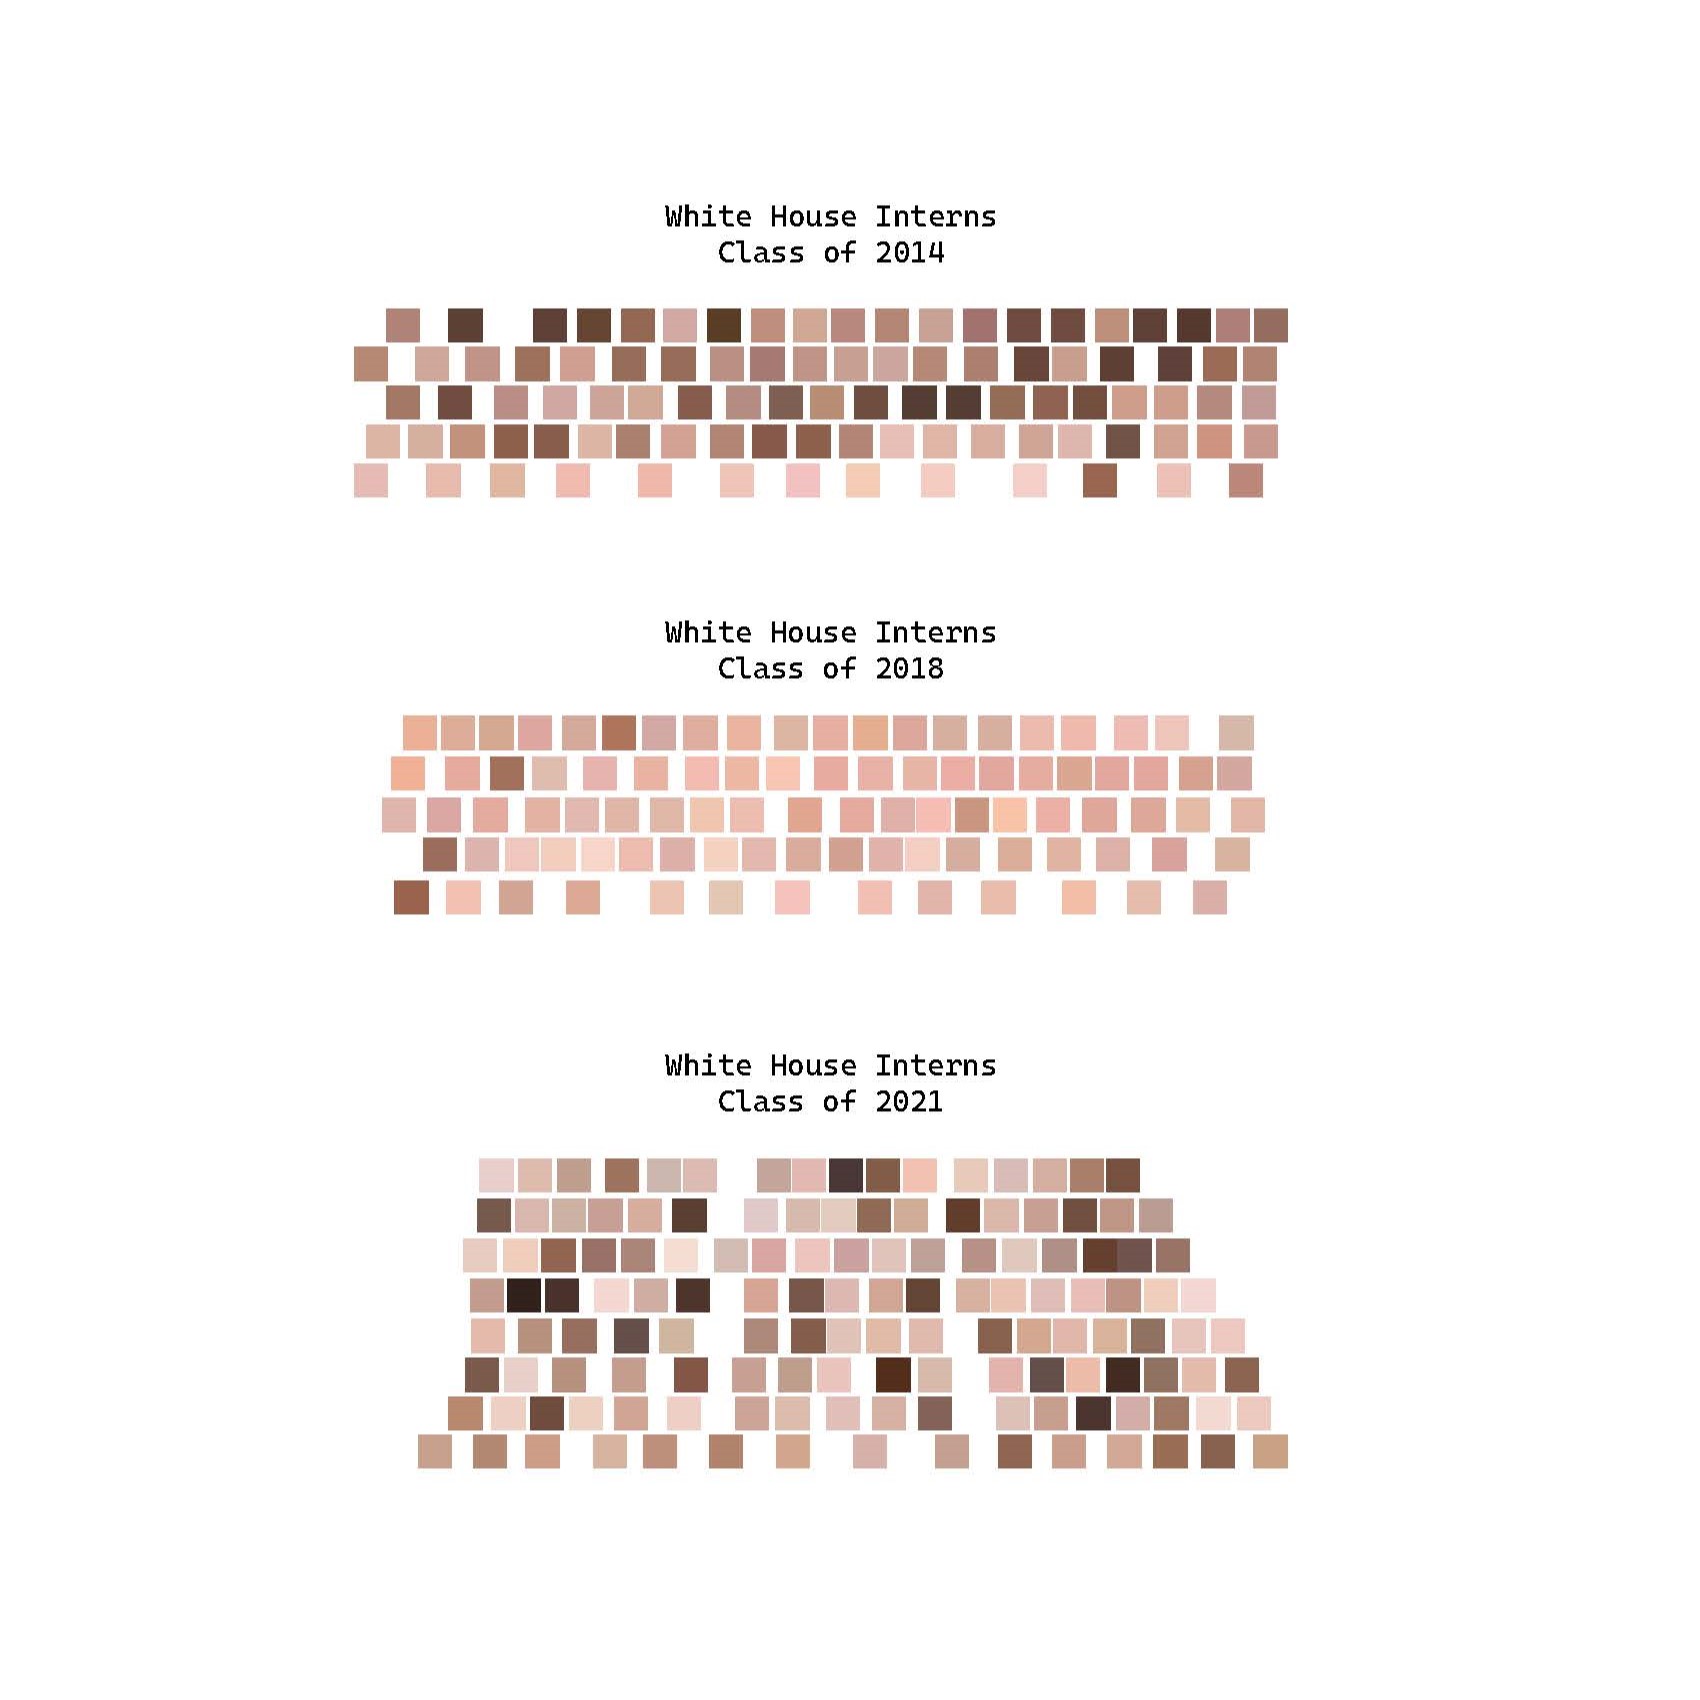 White House Interns
Class of 2014
White House Interns
Class of 2018
White House Interns
Class of 2021